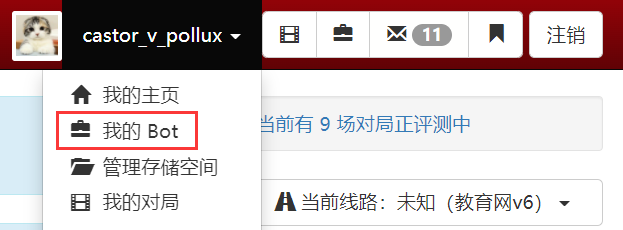 castor_v_pollux 11 注销
我的主页
我的 Bot
当前有 9 场对局正评测中
管理存储空间
我的对局
当前线路：未知（教育网v6）